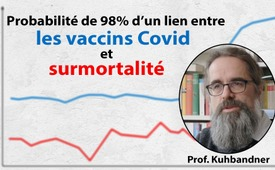 Probabilité de 98% d'un lien entre
les vaccins Covid
et
surmortalité
Prof. Kuhbandner